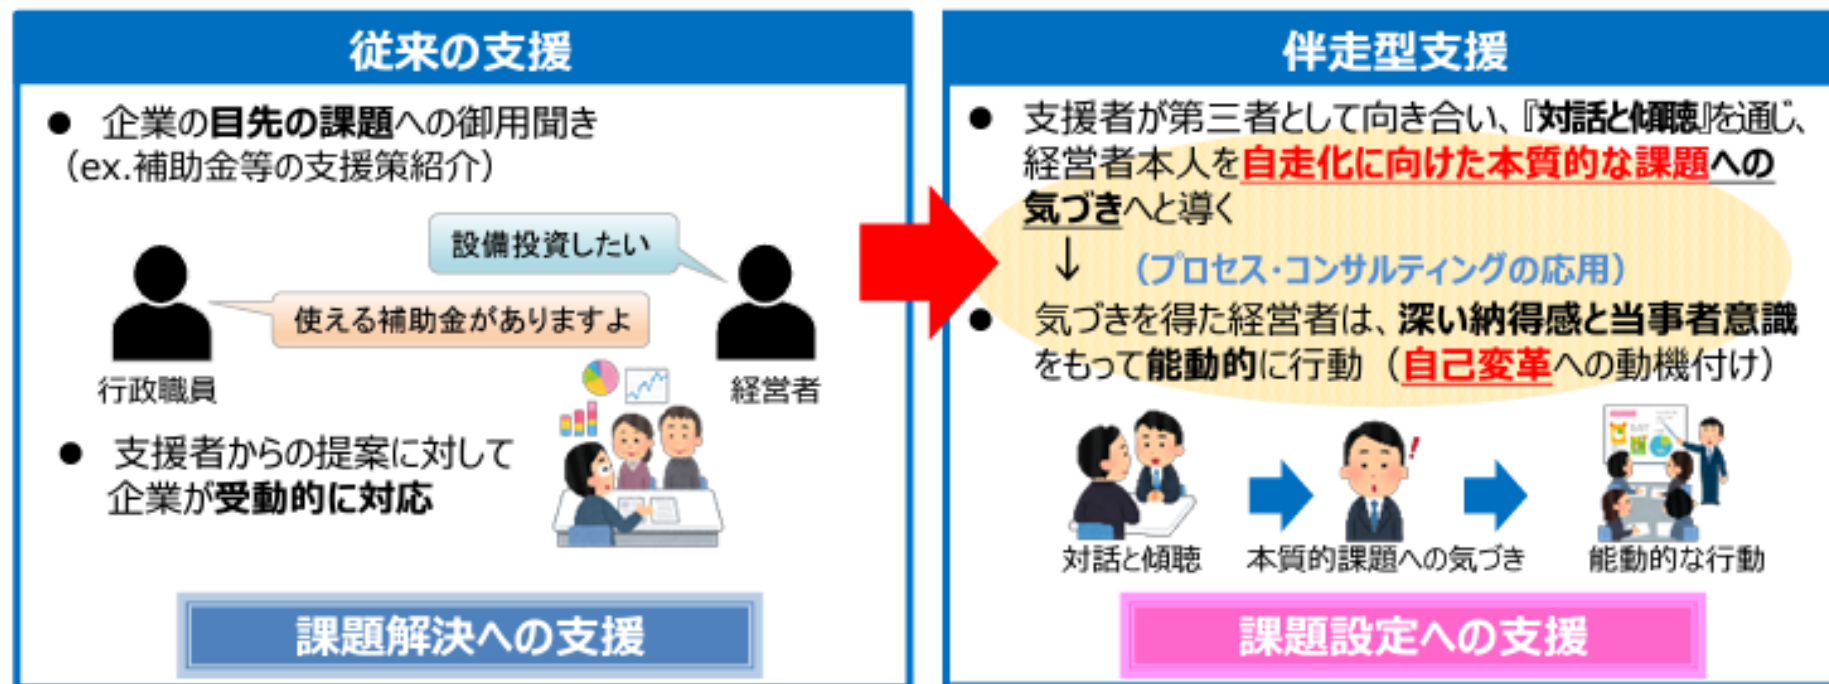 従来の支援
● 企業の目先の課題への御用聞き
（ex.補助金等の支援策紹介）
設備投資したい
使える補助金がありますよ
行政職員
経営者
● 支援者からの提案に対して
企業が受動的に対応
課題解決への支援
伴走型支援
● 支援者が第三者として向き合い、『対話と傾聴』を通じ、
経営者本人を自走化に向けた本質的な課題への
気づきへと導く
↓ （プロセス・コンサルティングの応用）
● 気づきを得た経営者は、深い納得感と当事者意識
をもって能動的に行動（自己変革への動機付け）
対話と傾聴
本質的課題への気づき
能動的な行動
課題設定への支援